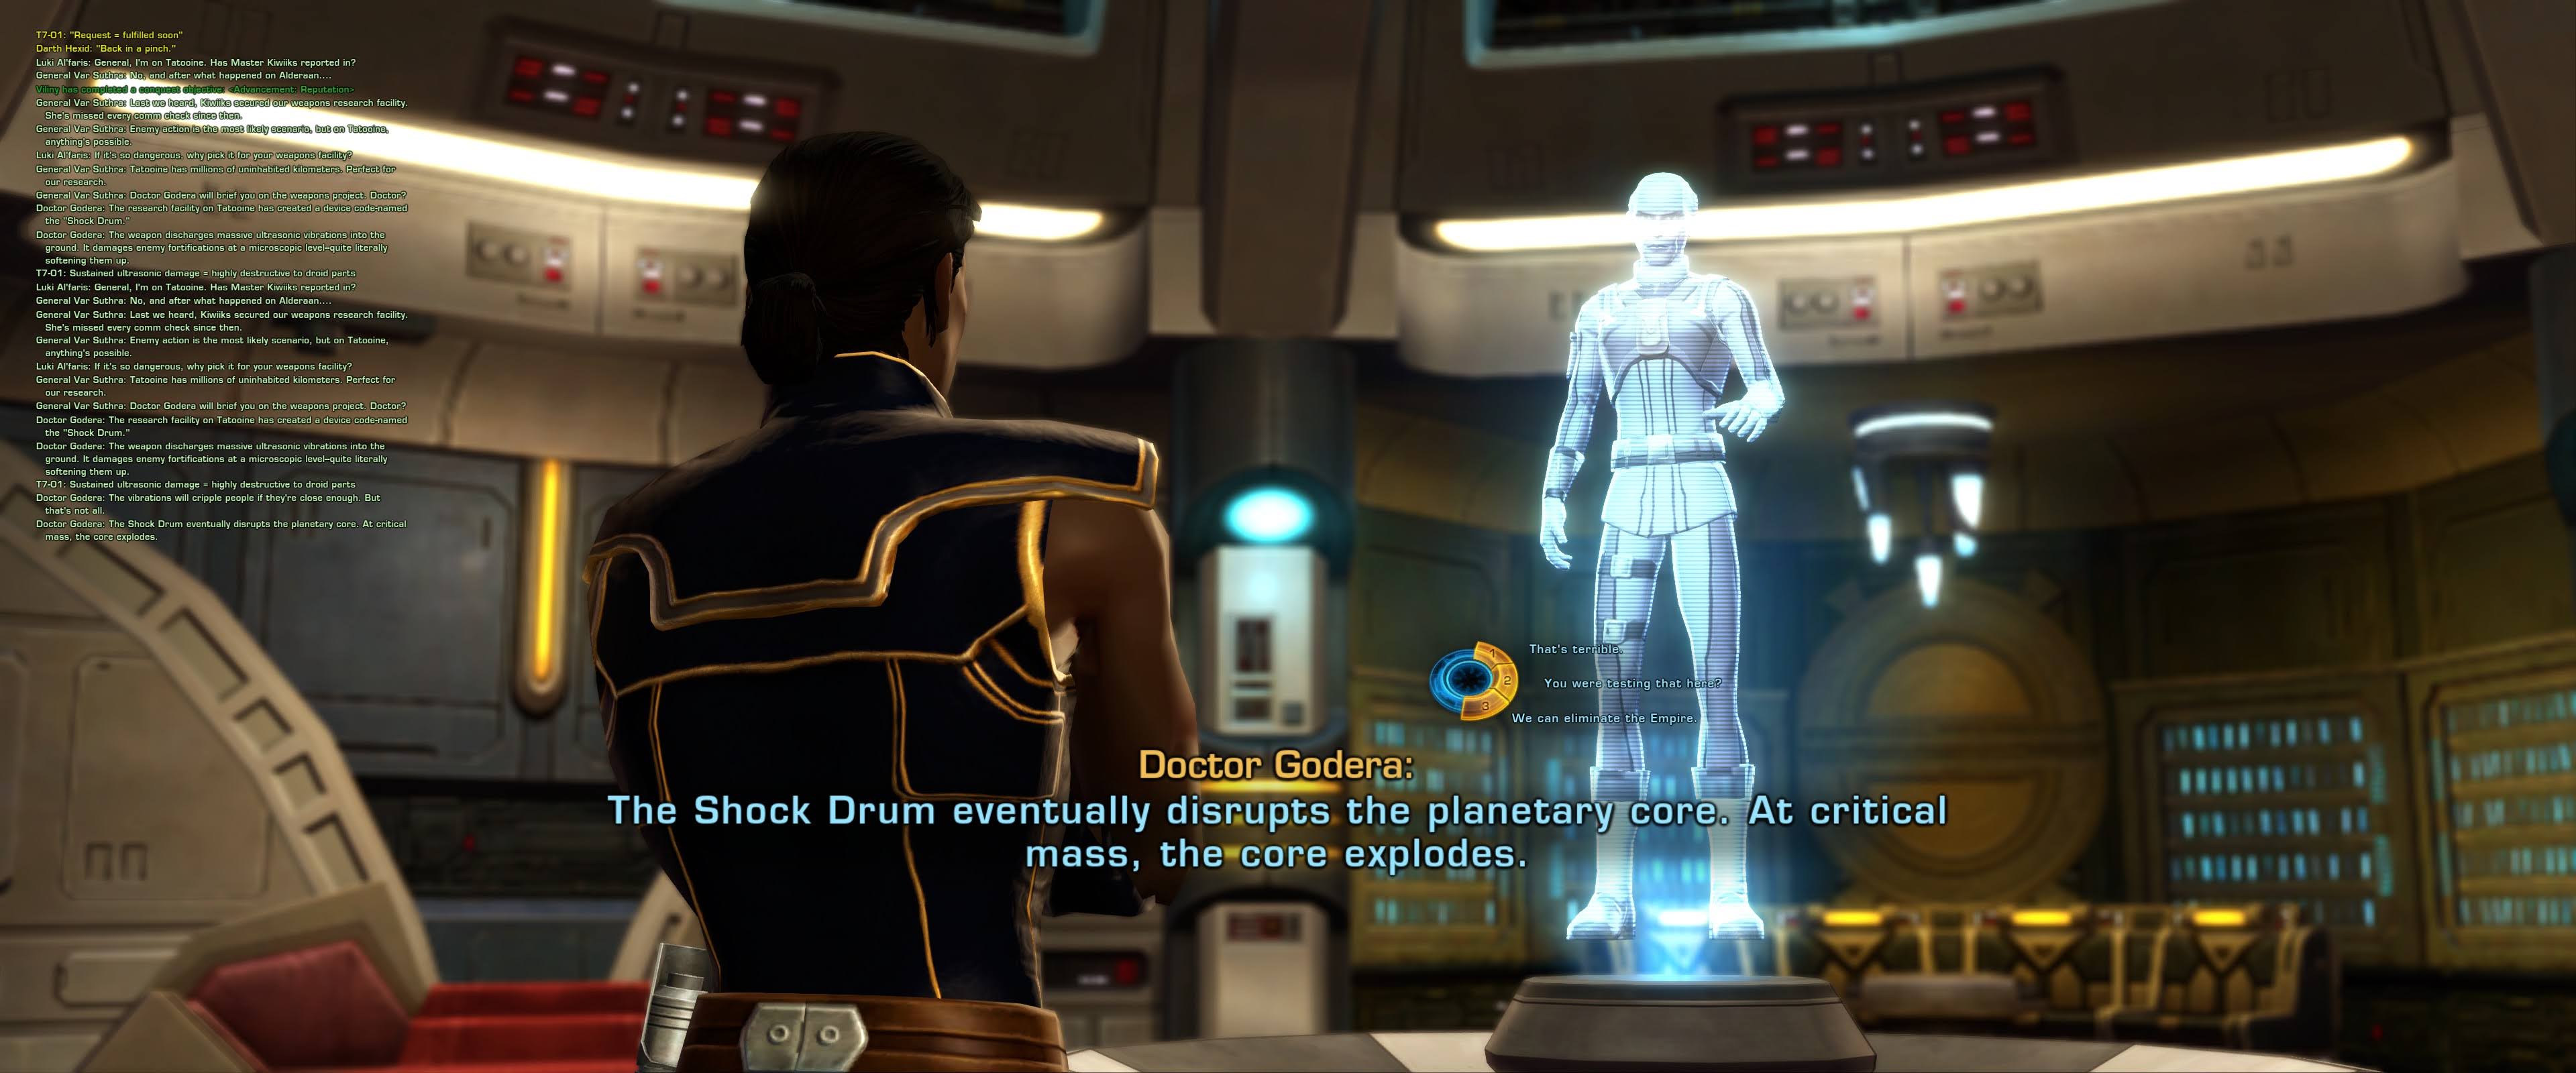 T7-01: "Request = fulfilled soon"
Darth Hexid: "Back in a pinch."
Luki Al'faris: General, I'm on Tatooine. Has Master Kiwiiks reported in?
General Var Suthra: No, and after what happened on Alderaan....
Viliny has completed a conquest objective: <Advancement: Reputation>
General Var Suthra: Last we heard, Kiwiiks secured our weapons research facility.
She's missed every comm check since then.
General Var Suthra: Enemy action is the most likely scenario, but on Tatooine,
anything's possible.
Luki Al'faris: If it's so dangerous, why pick it for your weapons facility?
General Var Suthra: Tatooine has millions of uninhabited kilometers. Perfect for
our research.
General Var Suthra: Doctor Godera will brief you on the weapons project. Doctor?
Doctor Godera: The research facility on Tatooine has created a device code-named
the "Shock Drum."
Doctor Godera: The weapon discharges massive ultrasonic vibrations into the
ground. It damages enemy fortifications at a microscopic level—quite literally
softening them up.
T7-01: Sustained ultrasonic damage = highly destructive to droid parts
Luki Al'faris: General, I'm on Tatooine. Has Master Kiwiiks reported in?
General Var Suthra: No, and after what happened on Alderaan....
General Var Suthra: Last we heard, Kiwiiks secured our weapons research facility.
She's missed every comm check since then.
General Var Suthra: Enemy action is the most likely scenario, but on Tatooine,
anything's possible.
Luki Al'faris: If it's so dangerous, why pick it for your weapons facility?
General Var Suthra: Tatooine has millions of uninhabited kilometers. Perfect for
our research.
General Var Suthra: Doctor Godera will brief you on the weapons project. Doctor?
Doctor Godera: The research facility on Tatooine has created a device code-named
the "Shock Drum."
Doctor Godera: The weapon discharges massive ultrasonic vibrations into the
ground. It damages enemy fortifications at a microscopic level—quite literally
softening them up.
T7-01: Sustained ultrasonic damage = highly destructive to droid parts
Doctor Godera: The vibrations will cripple people if they're close enough. But
that's not all.
Doctor Godera: The Shock Drum eventually disrupts the planetary core. At critical
mass, the core explodes.
1 That's terrible.
2 You were testing that here?
3 We can eliminate the Empire.
Doctor Godera:
The Shock Drum eventually disrupts the planetary core. At critical
mass, the core explodes.